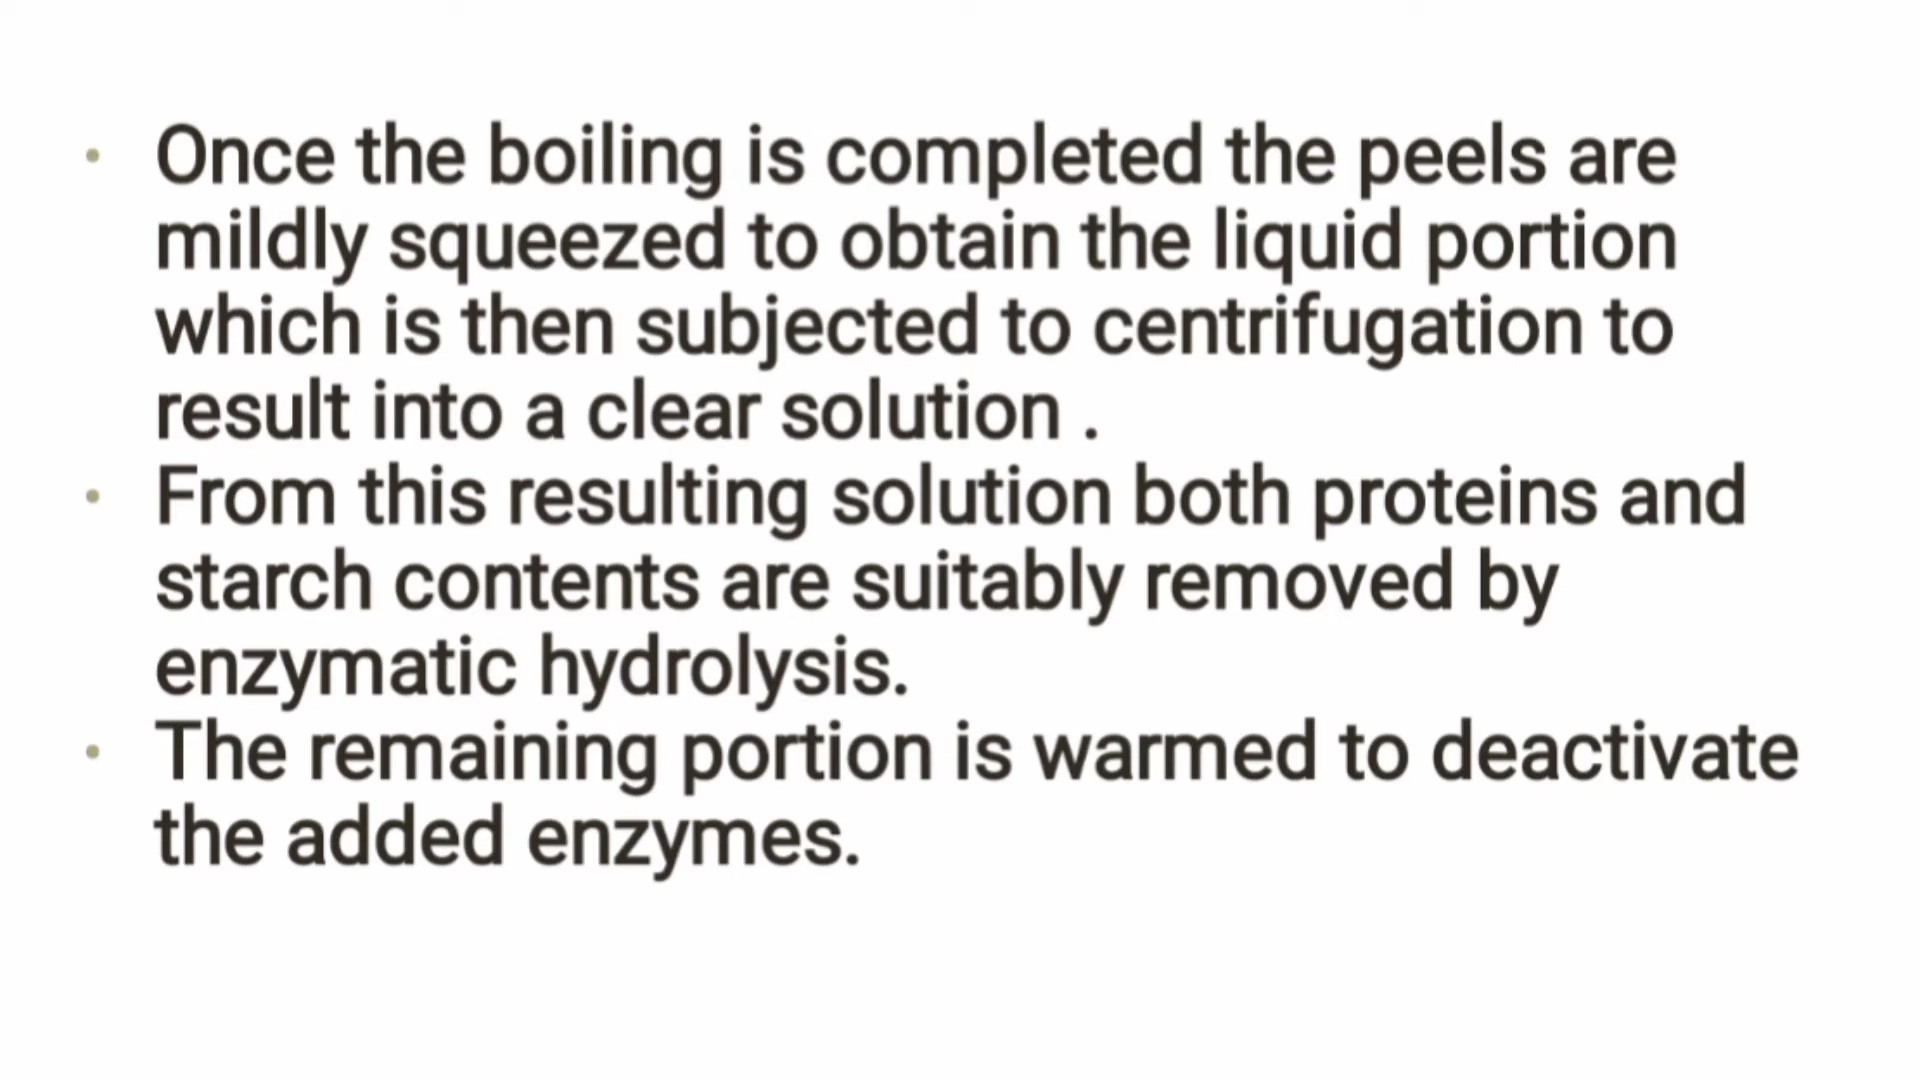 • Once the boiling is completed the peels are
mildly squeezed to obtain the liquid portion
which is then subjected to centrifugation to
result into a clear solution .
• From this resulting solution both proteins and
starch contents are suitably removed by
enzymatic hydrolysis.
• The remaining portion is warmed to deactivate
the added enzymes.